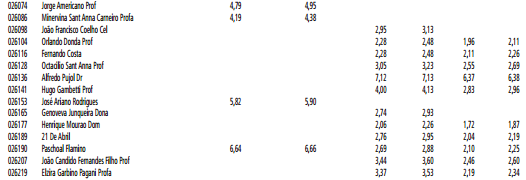 026074 Jorge Americano Prof 4,79 4,95
026086 Minervina Sant Anna Carneiro Profa 4,19 4,38
026098 João Francisco Coelho Cel 2,95 3,13
026104 Orlando Donda Prof 2,28 2,48 1,96 2,11
026116 Fernando Costa 2,28 2,48 2,11 2,26
026128 Octacilio Sant Anna Prof 3,05 3,23 2,55 2,69
026136 Alfredo Pujol Dr 7,12 7,13 6,37 6,38
026141 Hugo Gambetti Prof 4,00 4,13 2,83 2,96
026153 José Ariano Rodrigues 5,82 5,90
026165 Genoveva Junqueira Dona 2,74 2,93
026177 Henrique Mourao Dom 2,06 2,26 1,72 1,87
026189 21 De Abril 2,76 2,95 2,04 2,19
026190 Paschoal Flamino 6,64 6,66 2,69 2,88 2,10 2,25
026207 João Candido Fernandes Filho Prof 3,44 3,60 2,46 2,60
026219 Elzira Garbino Pagani Profa 3,37 3,53 2,19 2,34